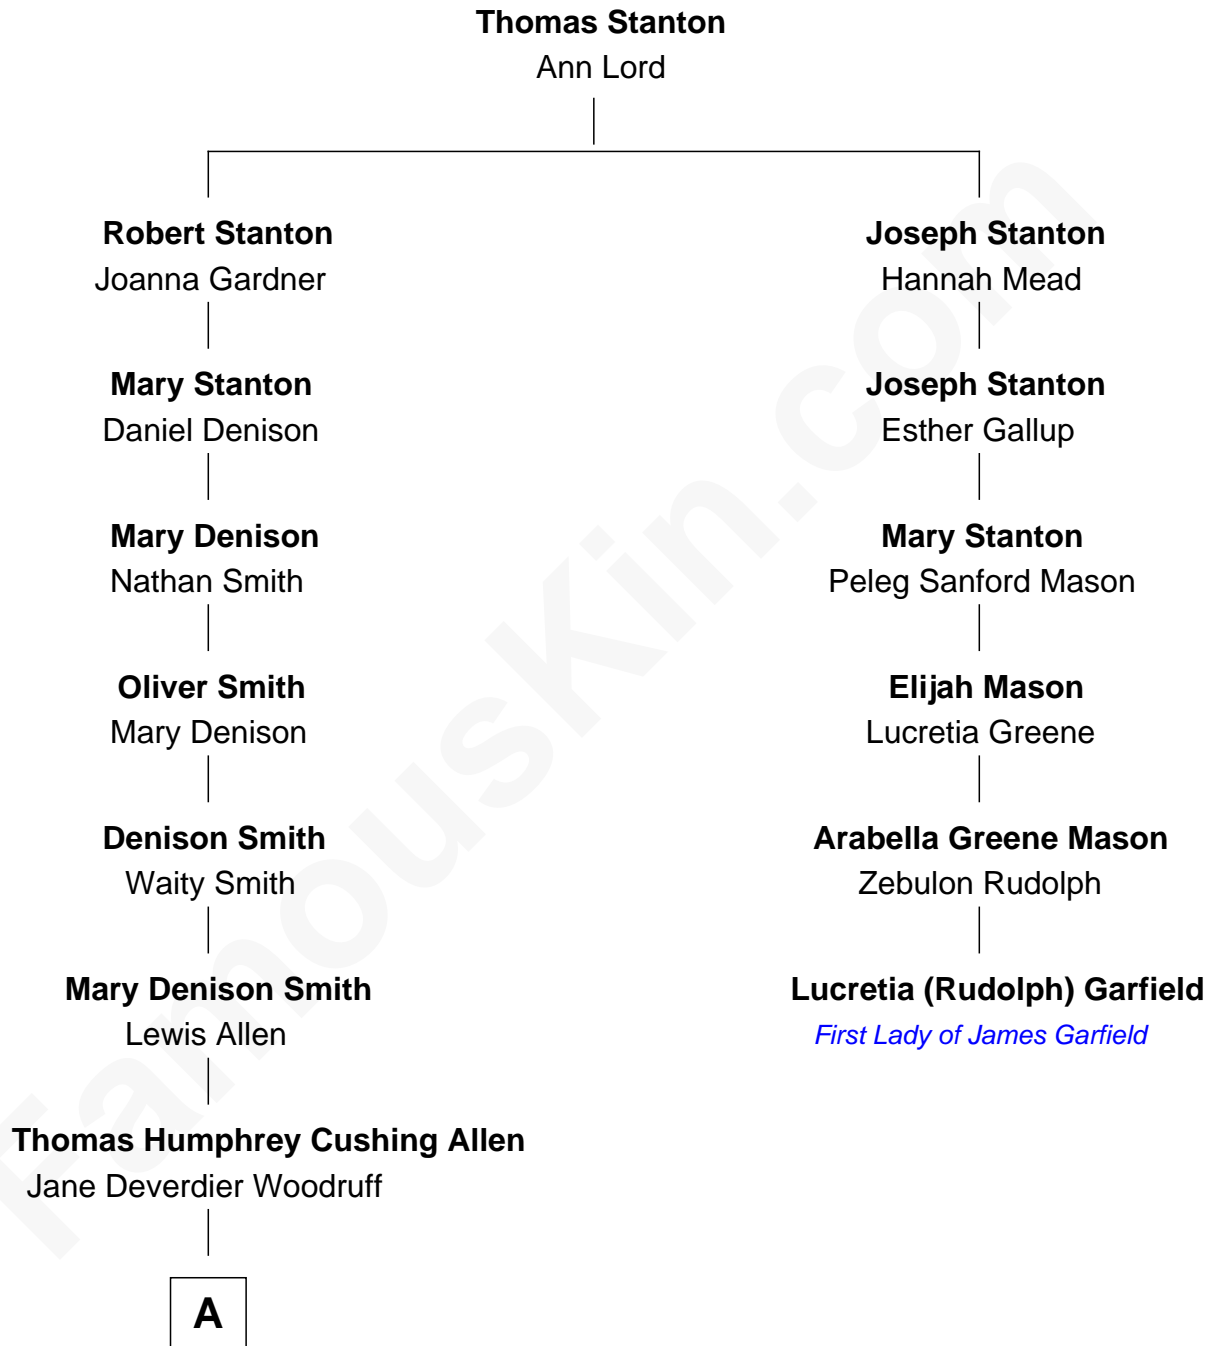 Thomas Stanton
Ann Lord
Robert Stanton
Joanna Gardner
Joseph Stanton
Hannah Mead
Mary Stanton
Daniel Denison
Joseph Stanton
Esther Gallup
Mary Denison
Nathan Smith
Mary Stanton
Peleg Sanford Mason
Oliver Smith
Mary Denison
Elijah Mason
Lucretia Greene
Denison Smith
Waity Smith
Arabella Greene Mason
Zebulon Rudolph
Mary Denison Smith
Lewis Allen
Lucretia (Rudolph) Garfield
First Lady of James Garfield
Thomas Humphrey Cushing Allen
Jane Deverdier Woodruff
A
FamousKin.com